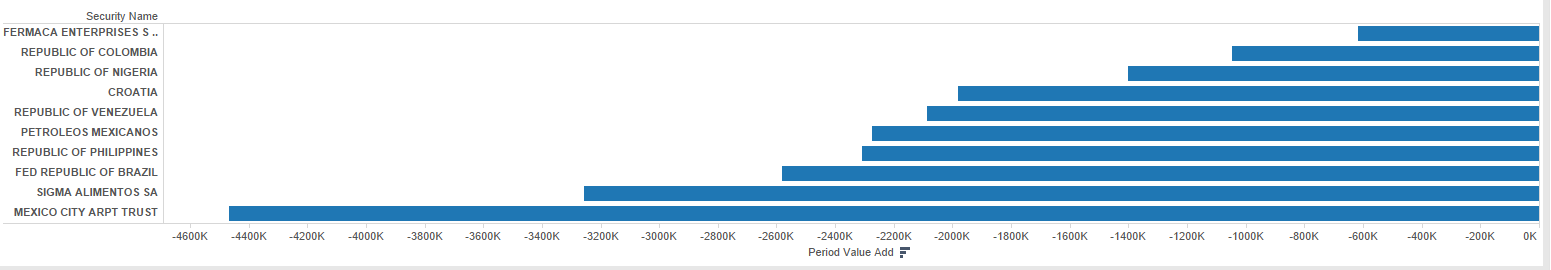 Security Name
FERMACA ENTERPRISES S ..
REPUBLIC OF COLOMBIA
REPUBLIC OF NIGERIA
CROATIA
REPUBLIC OF VENEZUELA
PETROLEOS MEXICANOS
REPUBLIC OF PHILIPPINES
FED REPUBLIC OF BRAZIL
SIGMA ALIMENTOS SA
MEXICO CITY ARPT TRUST
-4600K -4400K -4200K -4000K -3800K -3600K -3400K -3200K -3000K -2800K -2600K -2400K -2200K -2000K -1800K -1600K -1400K -1200K -1000K -800K -600K -400K -200K 0K
Period Value Add